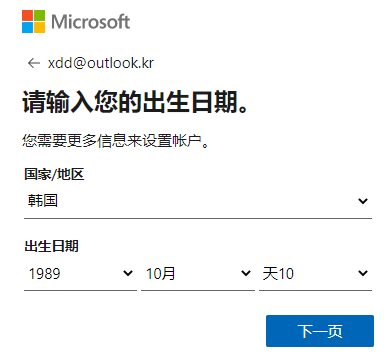 Microsoft
← xdd@outlook.kr
请输入您的出生日期。
您需要更多信息来设置帐户。
国家/地区
韩国
出生日期
1989 10月 天10
下一页